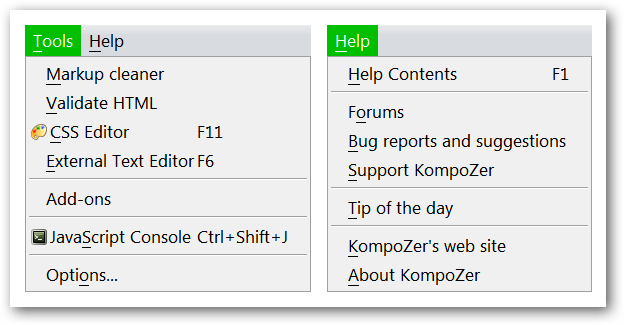 Tools Help
Markup cleaner
Validate HTML
CSS Editor F11
External Text Editor F6
Add-ons
JavaScript Console Ctrl+Shift+J
Options...
Help
Help Contents F1
Forums
Bug reports and suggestions
Support KompoZer
Tip of the day
KompoZer's web site
About KompoZer